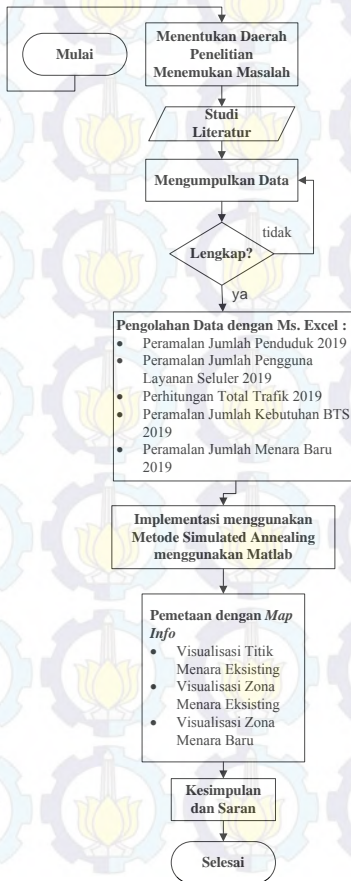 Mulai
Menentukan Daerah
Penelitian
Menemukan Masalah
Studi
Literatur
Mengumpulkan Data
tidak
Lengkap?
ya
Pengolahan Data dengan Ms. Excel :
• Peramalan Jumlah Penduduk 2019
• Peramalan Jumlah Pengguna
Layanan Seluler 2019
• Perhitungan Total Trafik 2019
• Peramalan Jumlah Kebutuhan BTS
2019
• Peramalan Jumlah Menara Baru
2019
Implementasi menggunakan
Metode Simulated Annealing
menggunakan Matlab
Pemetaan dengan Map
Info
• Visualisasi Titik
Menara Eksisting
• Visualisasi Zona
Menara Eksisting
• Visualisasi Zona
Menara Baru
Kesimpulan
dan Saran
Selesai